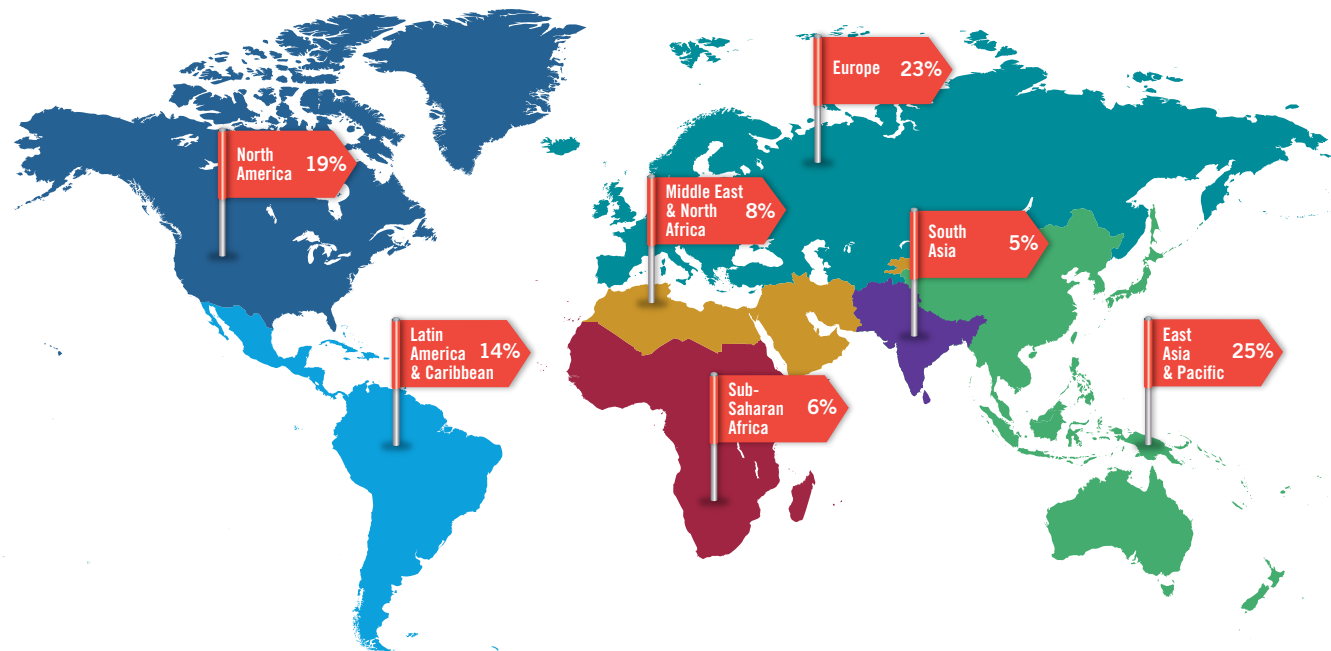 Europe 23%
North
America 19%
Middle East
& North
Africa 8%
South
Asia 5%
Latin
America 14%
& Caribbean
East
Asia 25%
& Pacific
Sub-
Saharan 6%
Africa